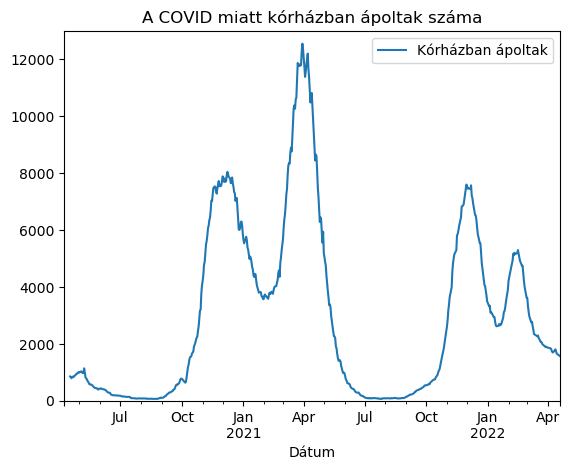 A COVID miatt kórházban ápoltak száma
Kórházban ápoltak
12000
10000
8000
6000
4000
2000
0
Jul Oct Jan Apr Jul Oct Jan Apr
2021 2022
Dátum